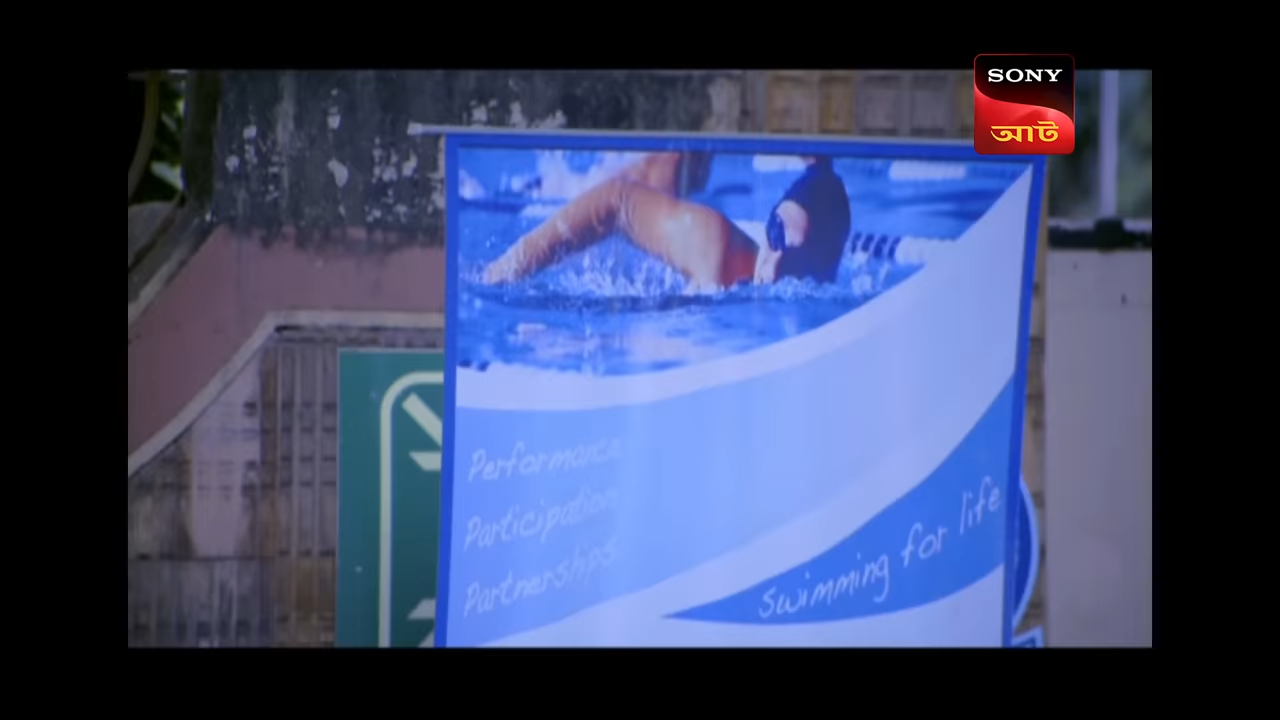 SONY
আট
Performance
Participation
Partnerships
swimming for life